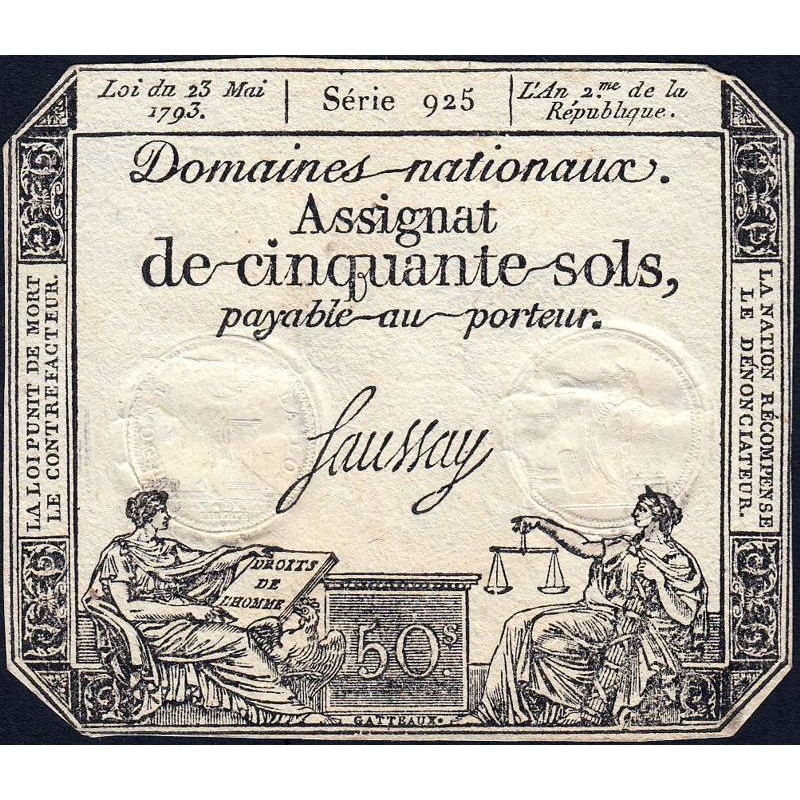 Loi du 23 Mai
1793.
Série 925
L'An 2.me de la
République.
Domaines nationaux.
Assignat
de cinquante sols,
payable au porteur.
LA LOI PUNIT DE MORT
LE CONTREFACTEUR.
LA NATION RÉCOMPENSE
LE DÉNONCIATEUR.
Saussay
DROITS
DE
L'HOMME
50.s
GATTEAUX.